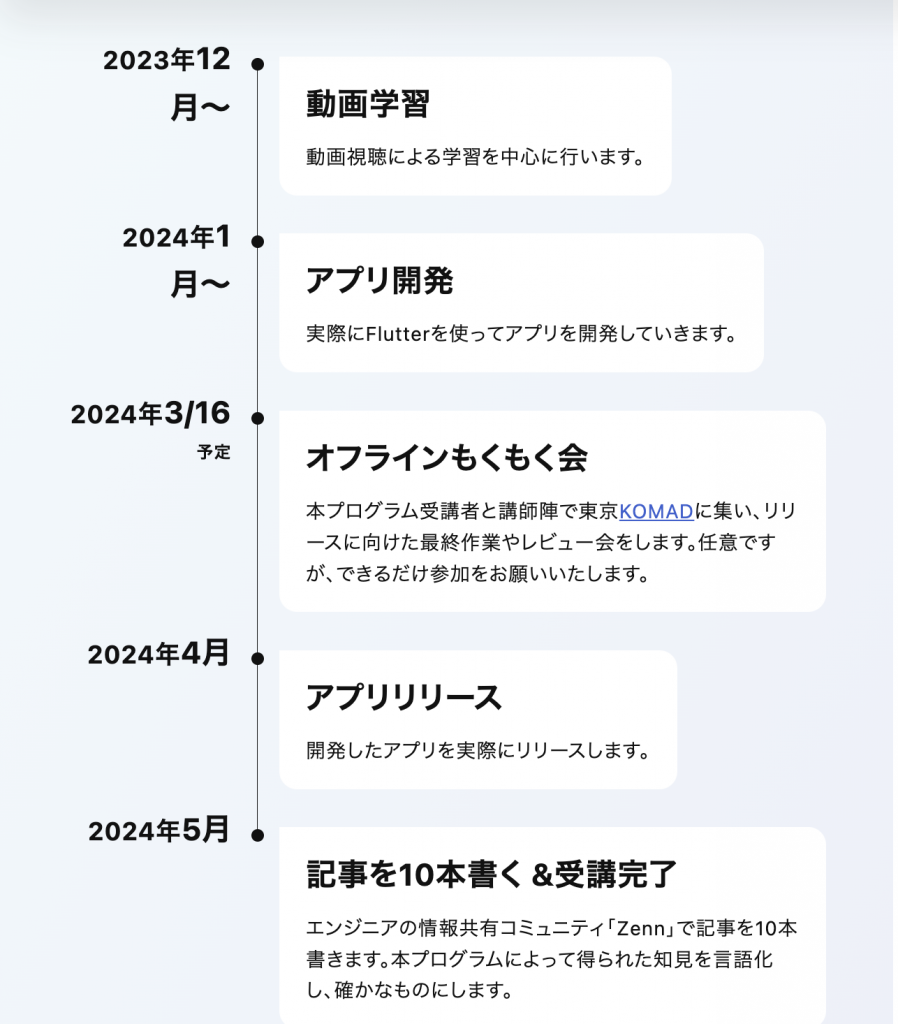 2023年12
月〜
動画学習
動画視聴による学習を中心に行います。
2024年1
月〜
アプリ開発
実際にFlutterを使ってアプリを開発していきます。
2024年3/16
予定
オフラインもくもく会
本プログラム受講者と講師陣で東京KOMADに集い、リリ
ースに向けた最終作業やレビュー会をします。任意です
が、できるだけ参加をお願いいたします。
2024年4月
アプリリリース
開発したアプリを実際にリリースします。
2024年5月
記事を10本書く &受講完了
エンジニアの情報共有コミュニティ「Zenn」で記事を10本
書きます。本プログラムによって得られた知見を言語化
し、確かなものにします。